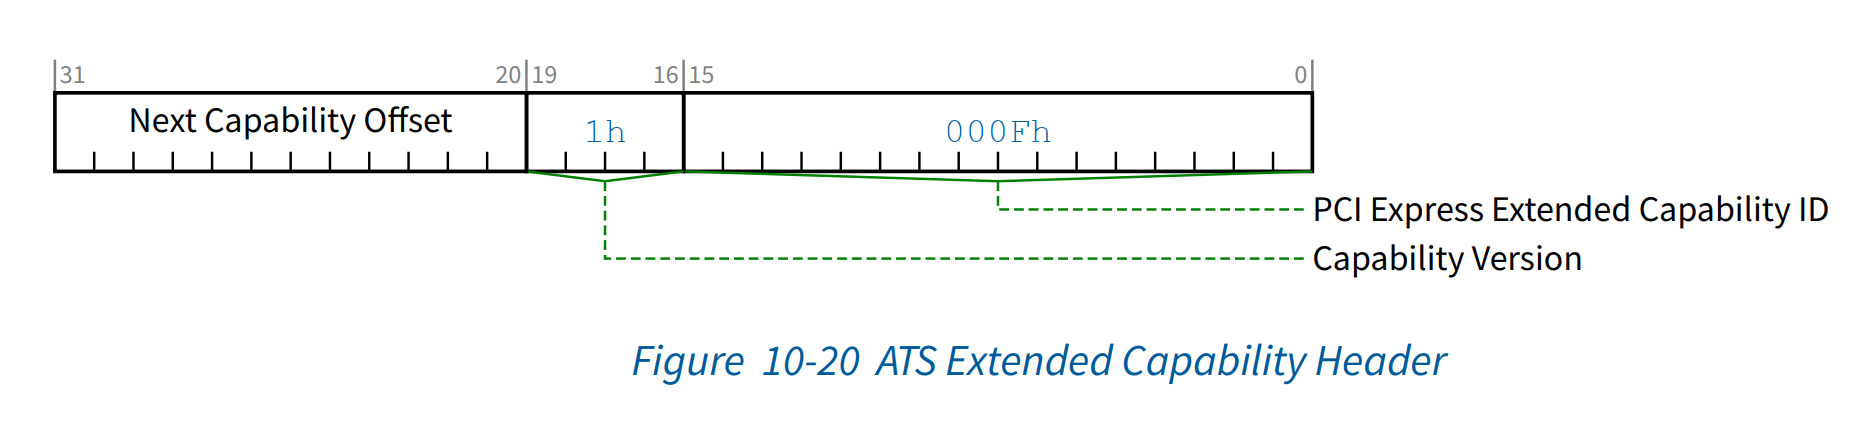 31 20 19 16 15 0
Next Capability Offset 1h 000Fh
PCI Express Extended Capability ID
Capability Version
Figure 10-20 ATS Extended Capability Header